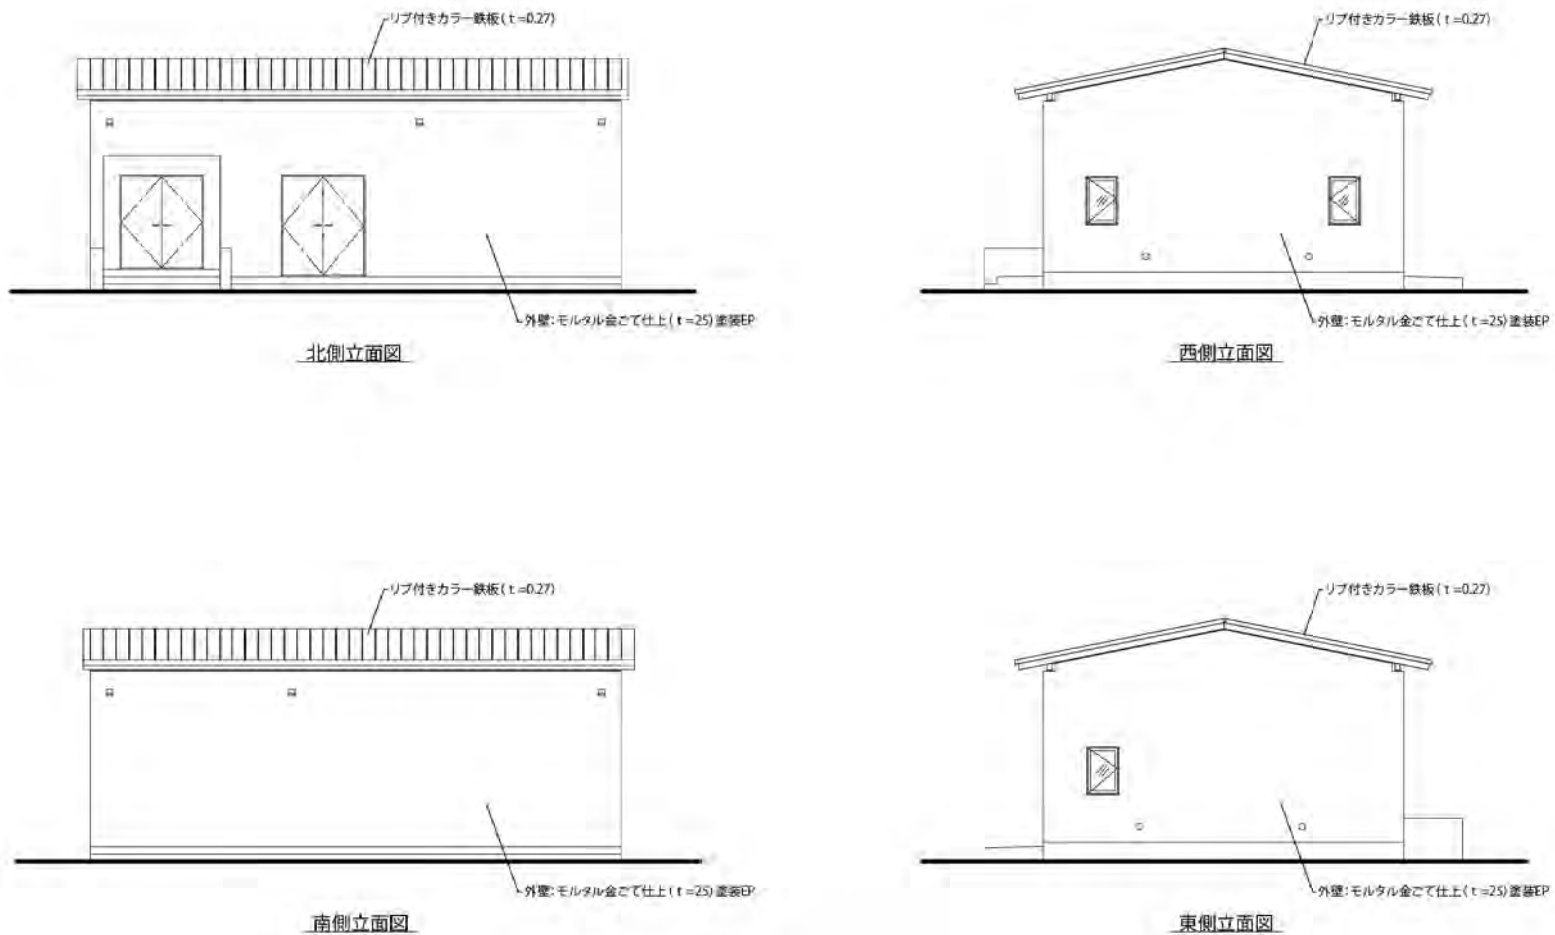 リブ付きカラー鉄板(t=0.27)
外壁:モルタル金ごて仕上(t=25)塗装EP
北側立面図
リブ付きカラー鉄板(t=0.27)
外壁:モルタル金ごて仕上(t=25)塗装EP
西側立面図
リブ付きカラー鉄板(t=0.27)
外壁:モルタル金ごて仕上(t=25)塗装EP
南側立面図
リブ付きカラー鉄板(t=0.27)
外壁:モルタル金ごて仕上(t=25)塗装EP
東側立面図